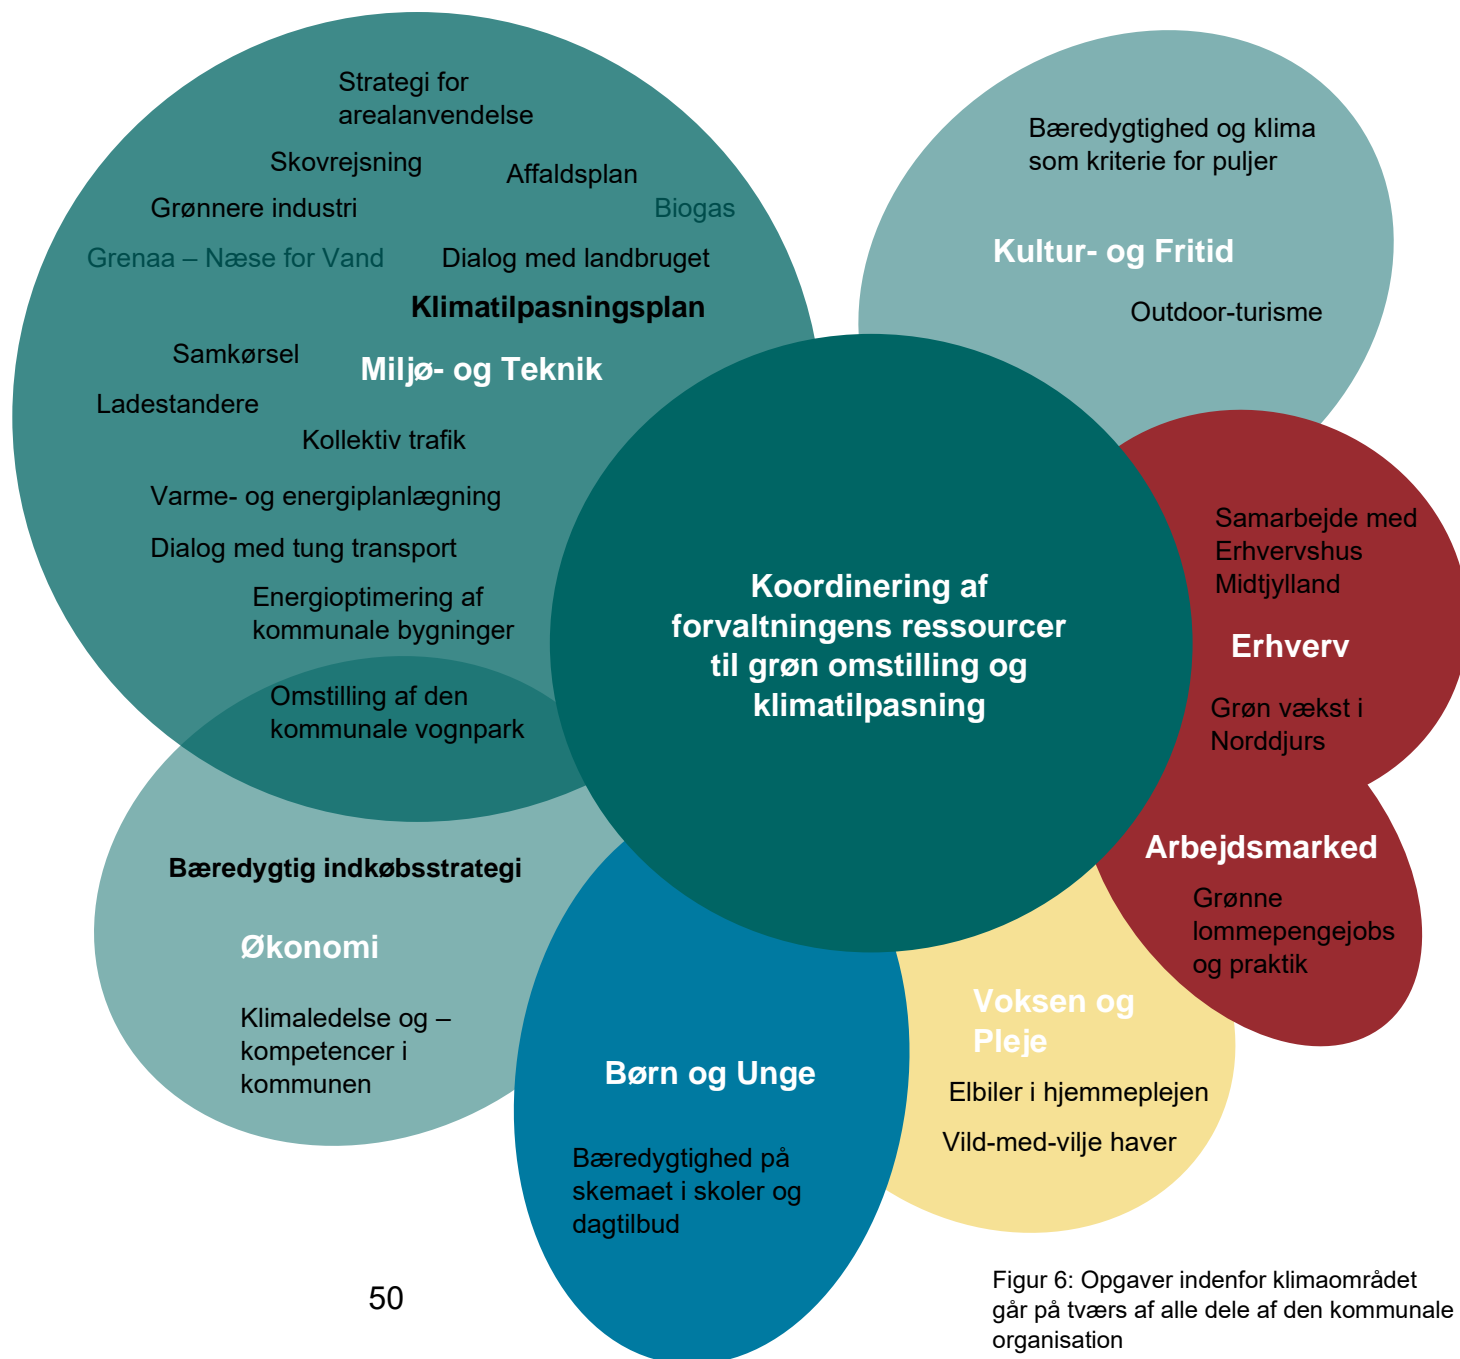 Strategi for
arealanvendelse
Skovrejsning
Affaldsplan
Grønnere industri
Biogas
Grenaa – Næse for Vand
Dialog med landbruget
Klimatilpasningsplan
Samkørsel
Miljø- og Teknik
Ladestandere
Kollektiv trafik
Varme- og energiplanlægning
Dialog med tung transport
Energioptimering af
kommunale bygninger
Omstilling af den
kommunale vognpark
Bæredygtighed og klima
som kriterie for puljer
Kultur- og Fritid
Outdoor-turisme
Koordinering af
forvaltningens ressourcer
til grøn omstilling og
klimatilpasning
Samarbejde med
Erhvervshus
Midtjylland
Erhverv
Grøn vækst i
Norddjurs
Arbejdsmarked
Grønne
lommepengejobs
og praktik
Bæredygtig indkøbsstrategi
Økonomi
Klimaledelse og –
kompetencer i
kommunen
Børn og Unge
Bæredygtighed på
skemaet i skoler og
dagtilbud
Voksen og
Pleje
Elbiler i hjemmeplejen
Vild-med-vilje haver
50
Figur 6: Opgaver indenfor klimaområdet
går på tværs af alle dele af den kommunale
organisation